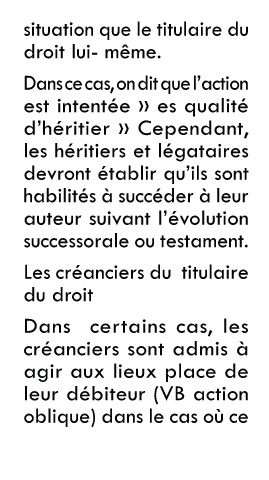 situation que le titulaire du
droit lui- même.
Dans ce cas, on dit que l'action
est intentée » es qualité
d'héritier » Cependant,
les héritiers et légataires
devront établir qu'ils sont
habilités à succéder à leur
auteur suivant l'évolution
successorale ou testament.
Les créanciers du titulaire
du droit
Dans certains cas, les
créanciers sont admis à
agir aux lieux place de
leur débiteur (VB action
oblique) dans le cas où ce